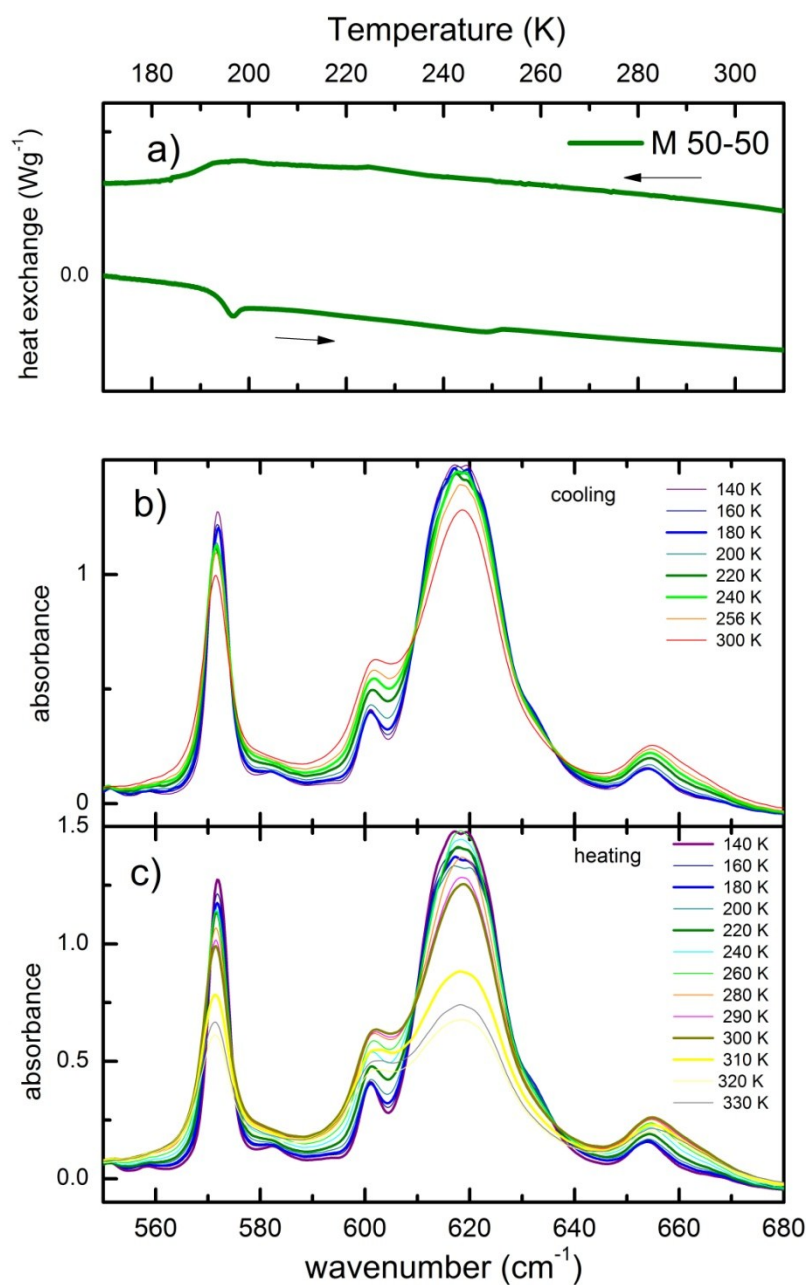 Temperature (K)
180 200 220 240 260 280 300
a)
M 50-50
heat exchange (Wg⁻¹)
0.0
b)
cooling
140 K
160 K
180 K
200 K
220 K
240 K
256 K
300 K
absorbance
1
0
c)
heating
140 K
160 K
180 K
200 K
220 K
240 K
260 K
280 K
290 K
300 K
310 K
320 K
330 K
absorbance
1.5
1.0
0.5
0.0
560 580 600 620 640 660 680
wavenumber (cm⁻¹)